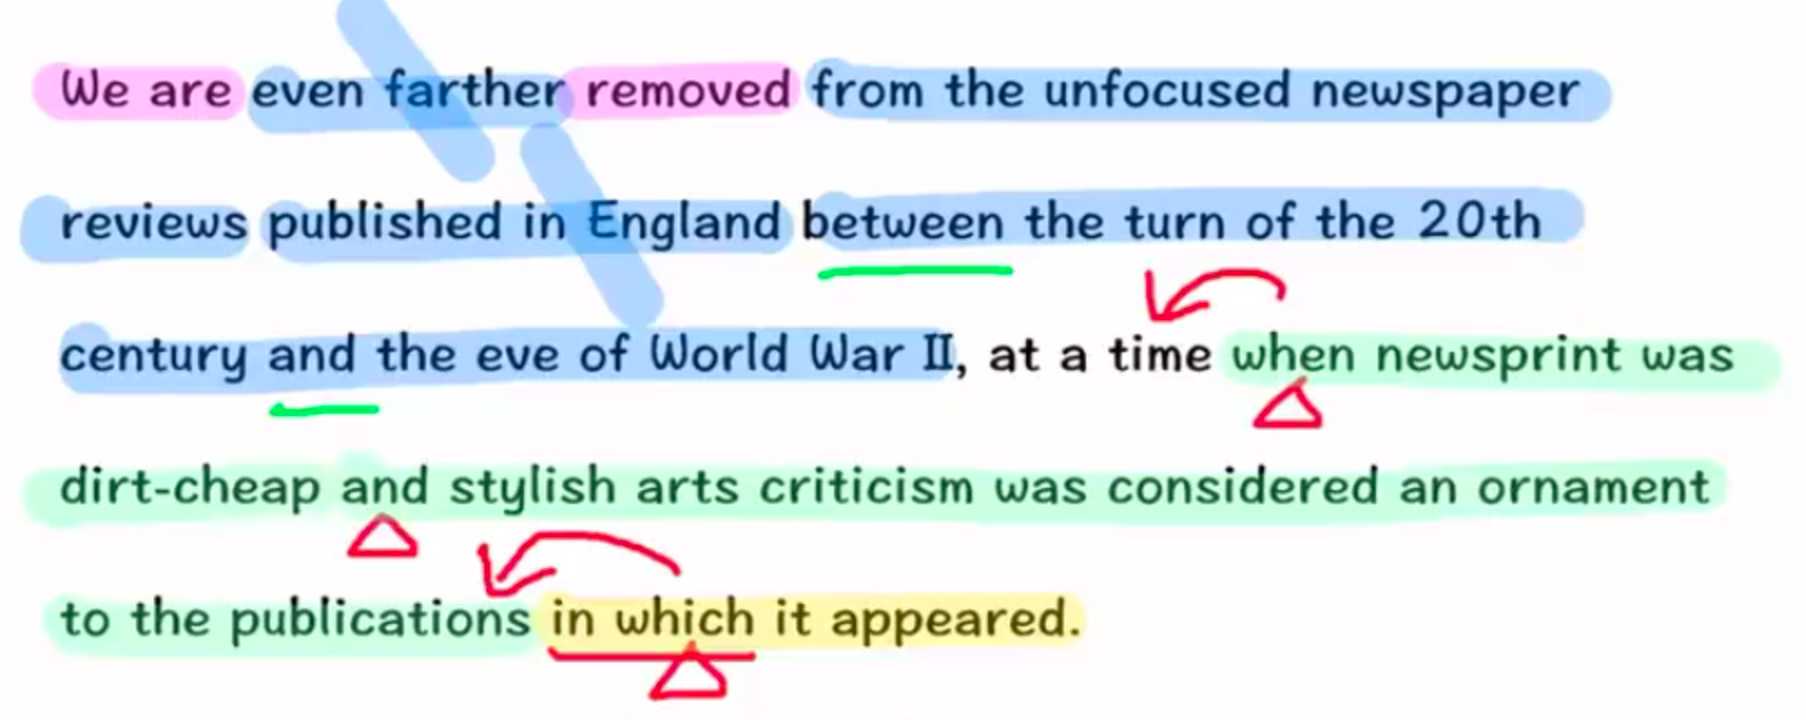 We are even farther removed from the unfocused newspaper
reviews published in England between the turn of the 20th
century and the eve of World War II, at a time when newsprint was
dirt-cheap and stylish arts criticism was considered an ornament
to the publications in which it appeared.